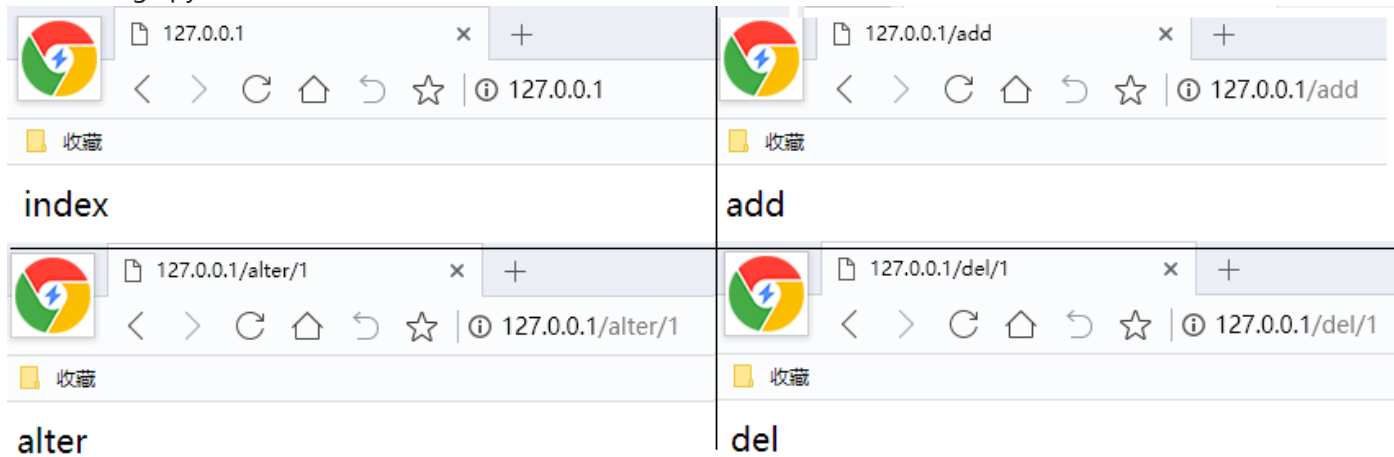 127.0.0.1
127.0.0.1
收藏
index
127.0.0.1/add
127.0.0.1/add
收藏
add
127.0.0.1/alter/1
127.0.0.1/alter/1
收藏
alter
127.0.0.1/del/1
127.0.0.1/del/1
收藏
del